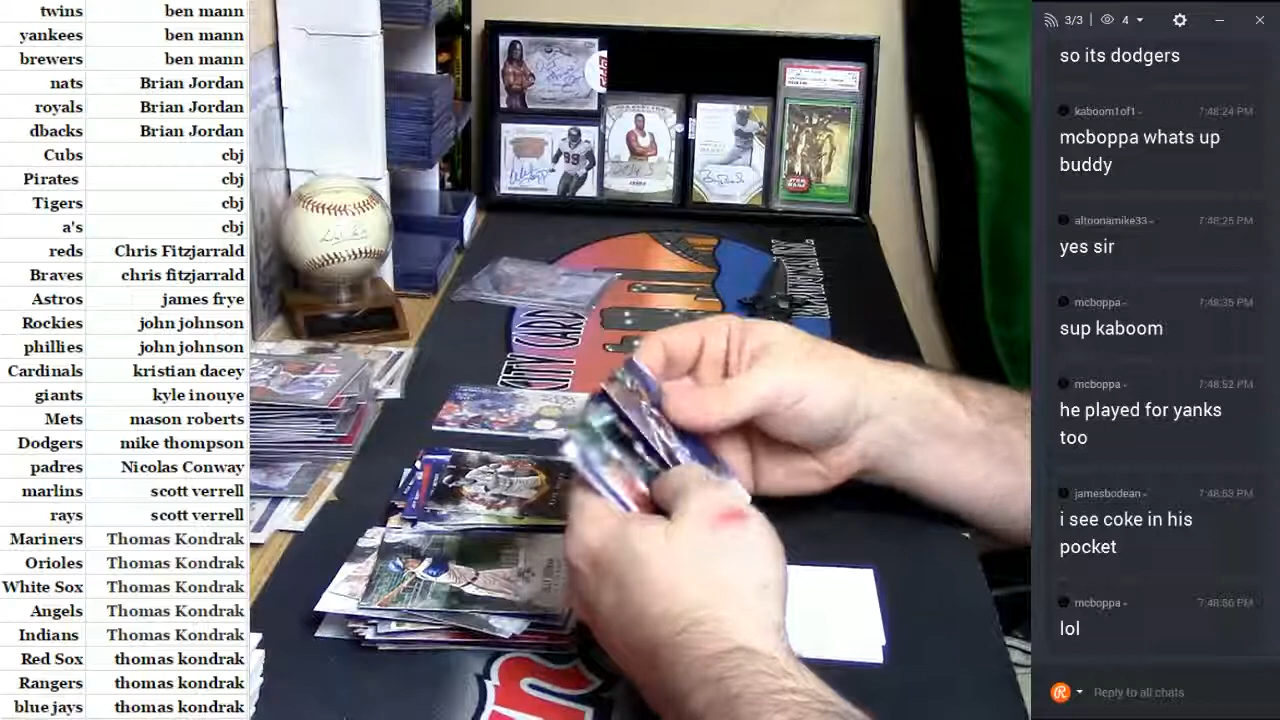 twins ben mann
yankees ben mann
brewers ben mann
nats Brian Jordan
royals Brian Jordan
dbacks Brian Jordan
Cubs cbj
Pirates cbj
Tigers cbj
a's cbj
reds Chris Fitzjarrald
Braves chris fitzjarrald
Astros james frye
Rockies john johnson
phillies john johnson
Cardinals kristian dacey
giants kyle inouye
Mets mason roberts
Dodgers mike thompson
padres Nicolas Conway
marlins scott verrell
rays scott verrell
Mariners Thomas Kondrak
Orioles Thomas Kondrak
White Sox Thomas Kondrak
Angels Thomas Kondrak
Indians Thomas Kondrak
Red Sox thomas kondrak
Rangers thomas kondrak
blue jays thomas kondrak
CITY CARD
STAR WARS
3/3 4
so its dodgers
kaboom1of1 7:48:24 PM
mcboppa whats up
buddy
altoonamike33 7:48:25 PM
yes sir
mcboppa 7:48:35 PM
sup kaboom
mcboppa 7:48:52 PM
he played for yanks
too
jamesbodean 7:48:53 PM
i see coke in his
pocket
mcboppa 7:48:56 PM
lol
Reply to all chats